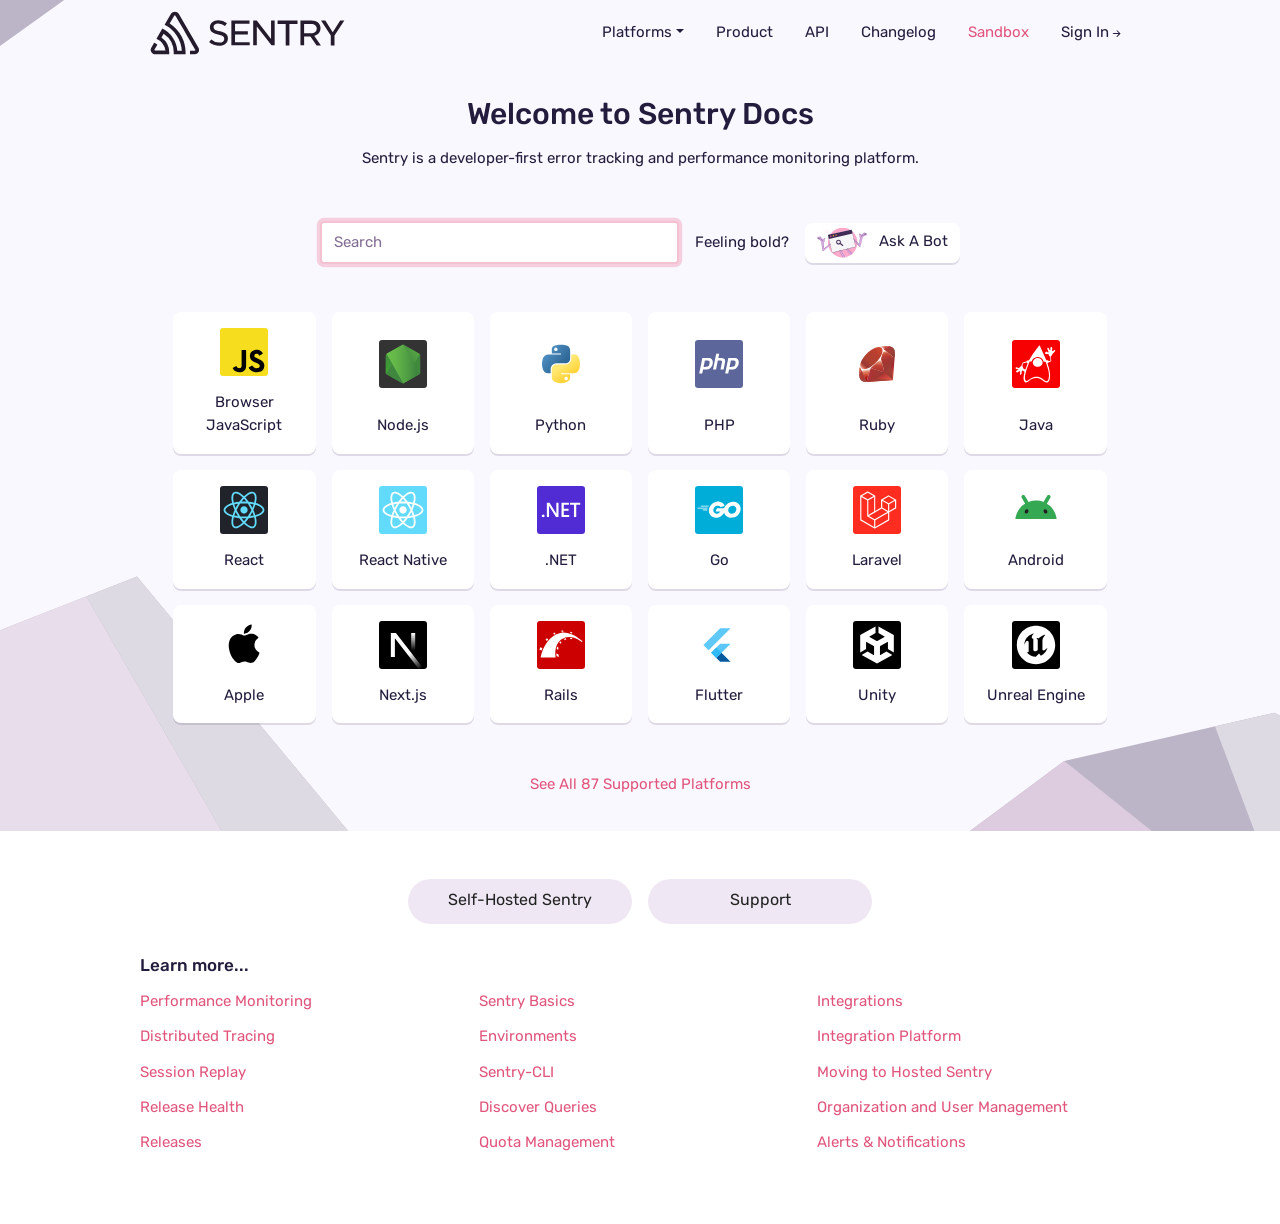 SENTRY
Platforms
Product
API
Changelog
Sandbox
Sign In →
Welcome to Sentry Docs
Sentry is a developer-first error tracking and performance monitoring platform.
Search
Feeling bold?
Ask A Bot
JS
Browser
JavaScript
Node.js
Python
php
PHP
Ruby
Java
React
React Native
.NET
.NET
GO
Go
Laravel
Android
Apple
N
Next.js
Rails
Flutter
Unity
U
Unreal Engine
See All 87 Supported Platforms
Self-Hosted Sentry
Support
Learn more...
Performance Monitoring
Distributed Tracing
Session Replay
Release Health
Releases
Sentry Basics
Environments
Sentry-CLI
Discover Queries
Quota Management
Integrations
Integration Platform
Moving to Hosted Sentry
Organization and User Management
Alerts & Notifications